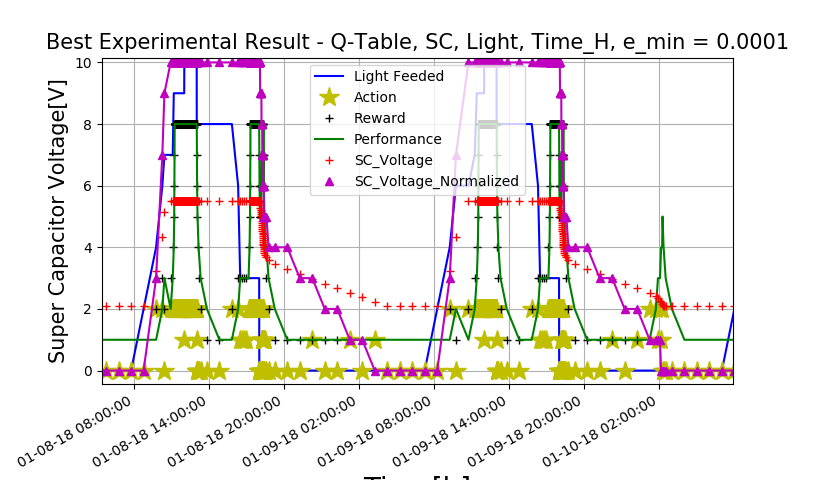 Best Experimental Result - Q-Table, SC, Light, Time_H, e_min = 0.0001
Super Capacitor Voltage[V]
10
8
6
4
2
0
Light Feeded
Action
Reward
Performance
SC_Voltage
SC_Voltage_Normalized
01-08-18 08:00:00
01-08-18 14:00:00
01-08-18 20:00:00
01-09-18 02:00:00
01-09-18 08:00:00
01-09-18 14:00:00
01-09-18 20:00:00
01-10-18 02:00:00
Time [h]